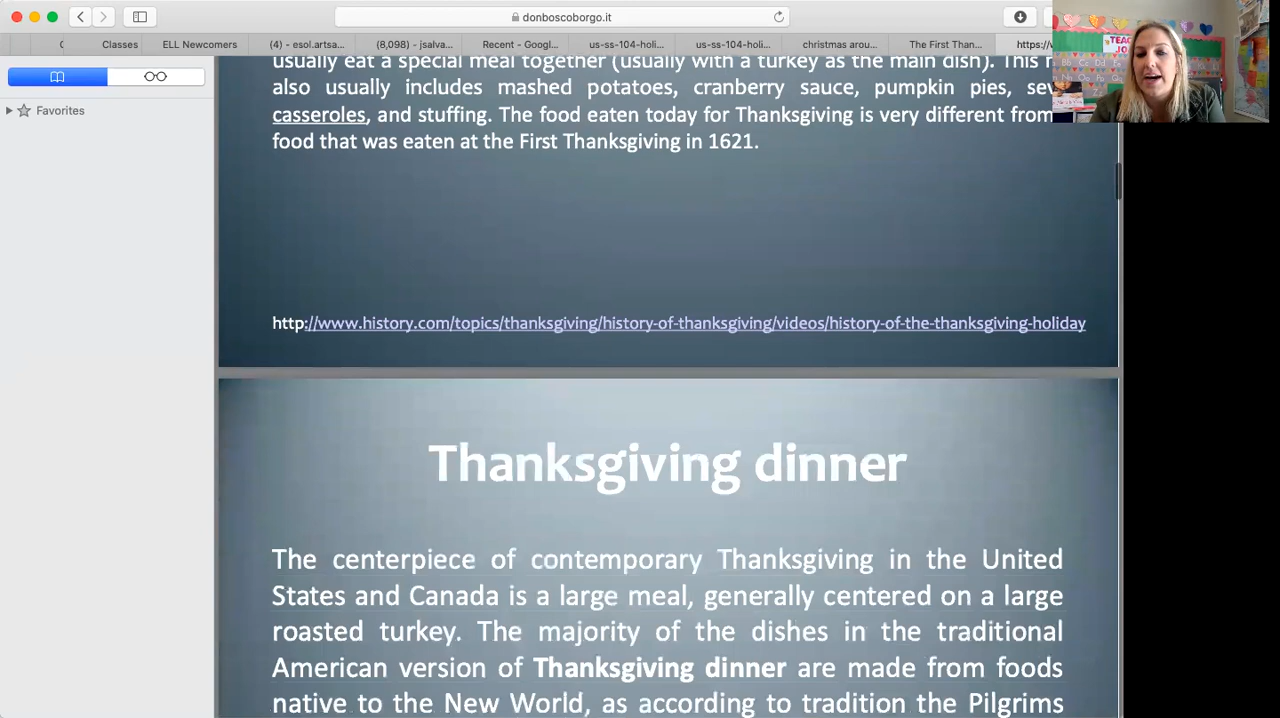 donboscoborgo.it
Classes
ELL Newcomers
(4) - esol.artsa...
(8,098) - jsalva...
Recent - Googl...
us-ss-104-holi...
us-ss-104-holi...
christmas arou...
The First Than...
https://v
Favorites
usually eat a special meal together (usually with a turkey as the main dish). This
also usually includes mashed potatoes, cranberry sauce, pumpkin pies,
casseroles, and stuffing. The food eaten today for Thanksgiving is very different from
food that was eaten at the First Thanksgiving in 1621.
http://www.history.com/topics/thanksgiving/history-of-thanksgiving/videos/history-of-the-thanksgiving-holiday
Thanksgiving dinner
The centerpiece of contemporary Thanksgiving in the United
States and Canada is a large meal, generally centered on a large
roasted turkey. The majority of the dishes in the traditional
American version of Thanksgiving dinner are made from foods
native to the New World, as according to tradition the Pilgrims